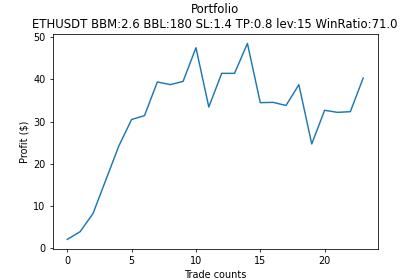 Portfolio
ETHUSDT BBM:2.6 BBL:180 SL:1.4 TP:0.8 lev:15 WinRatio:71.0
50
40
30
20
10
0
Profit ($)
0 5 10 15 20
Trade counts